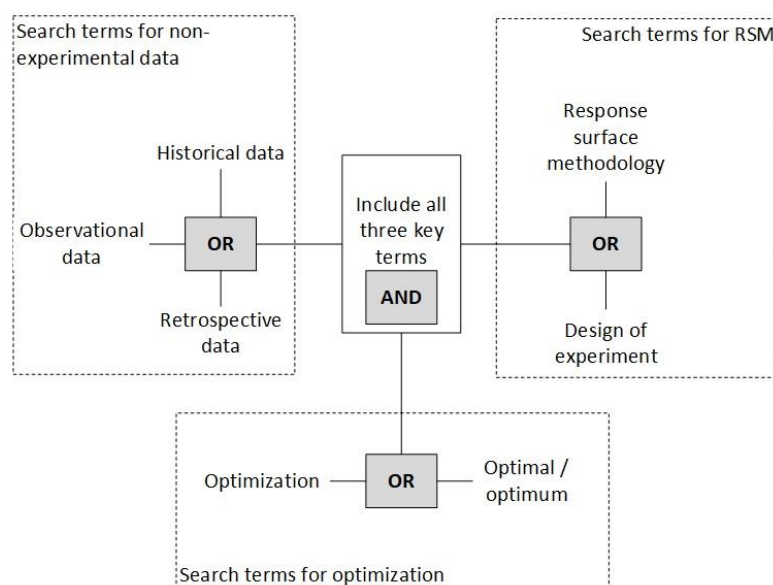 Search terms for non-
experimental data
Historical data
Observational
data
OR
Retrospective
data
Include all
three key
terms
AND
Search terms for RSM
Response
surface
methodology
OR
Design of
experiment
Optimization
OR
Optimal /
optimum
Search terms for optimization